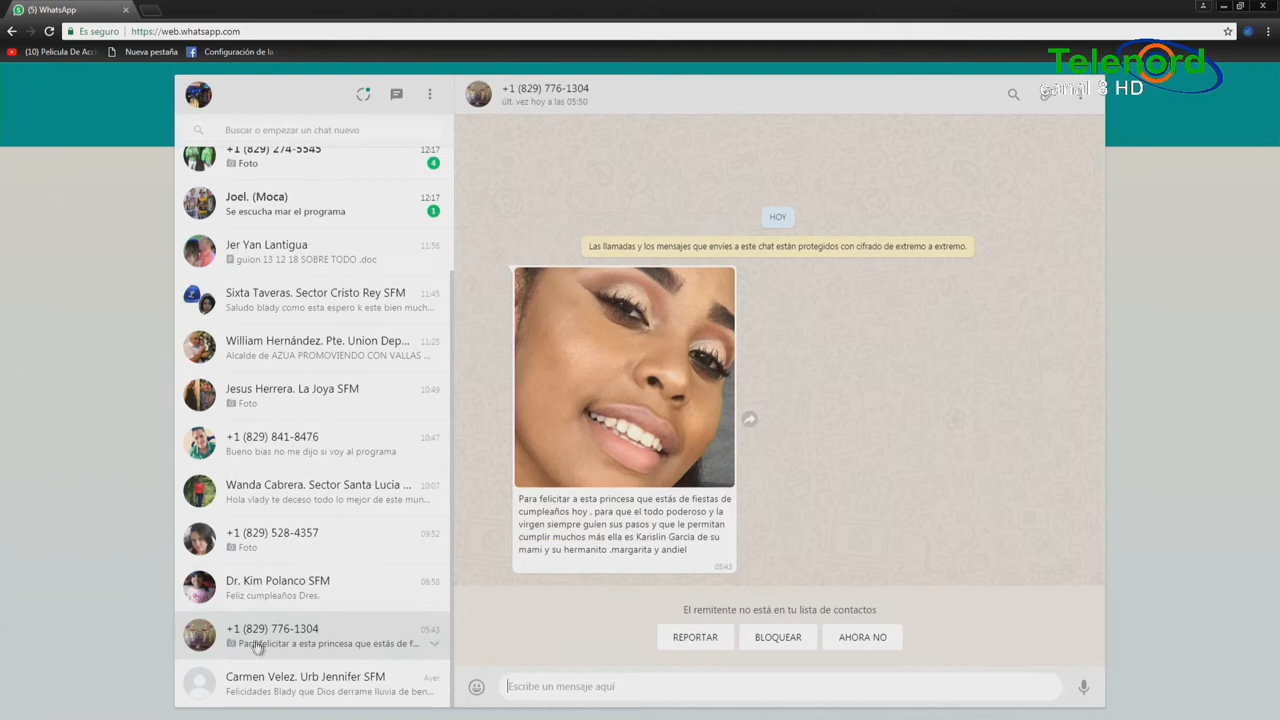 (5) WhatsApp
Es seguro
https://web.whatsapp.com
(10) Pelicula De Acci
Nueva pestaña
Configuración de la
Telenord
canal 8 HD
Buscar o empezar un chat nuevo
+1 (829) 274-5545
12:17
Foto
4
Joel. (Moca)
12:17
Se escucha mar el programa
1
Jer Yan Lantigua
11:56
guion 13 12 18 SOBRE TODO .doc
Sixta Taveras. Sector Cristo Rey SFM
11:45
Saludo blady como esta espero k este bien much...
William Hernández. Pte. Union Dep...
11:25
Alcalde de AZUA PROMOVIENDO CON VALLAS ...
Jesus Herrera. La Joya SFM
10:49
Foto
+1 (829) 841-8476
10:47
Bueno bias no me dijo si voy al programa
Wanda Cabrera. Sector Santa Lucia ...
10:07
Hola vlady te deceso todo lo mejor de este mun...
+1 (829) 528-4357
09:52
Foto
Dr. Kim Polanco SFM
08:58
Feliz cumpleaños Dres.
+1 (829) 776-1304
05:43
Para felicitar a esta princesa que estás de f...
Carmen Velez. Urb Jennifer SFM
Ayer
Felicidades Blady que Dios derrame lluvia de ben...
+1 (829) 776-1304
últ. vez hoy a las 05:50
HOY
Las llamadas y los mensajes que envíes a este chat están protegidos con cifrado de extremo a extremo.
Para felicitar a esta princesa que estás de fiestas de
cumpleaños hoy , para que el todo poderoso y la
virgen siempre guíen sus pasos y que le permitan
cumplir muchos más ella es Karislin García de su
mami y su hermanito .margarita y andiel
05:43
El remitente no está en tu lista de contactos
REPORTAR
BLOQUEAR
AHORA NO
Escribe un mensaje aquí